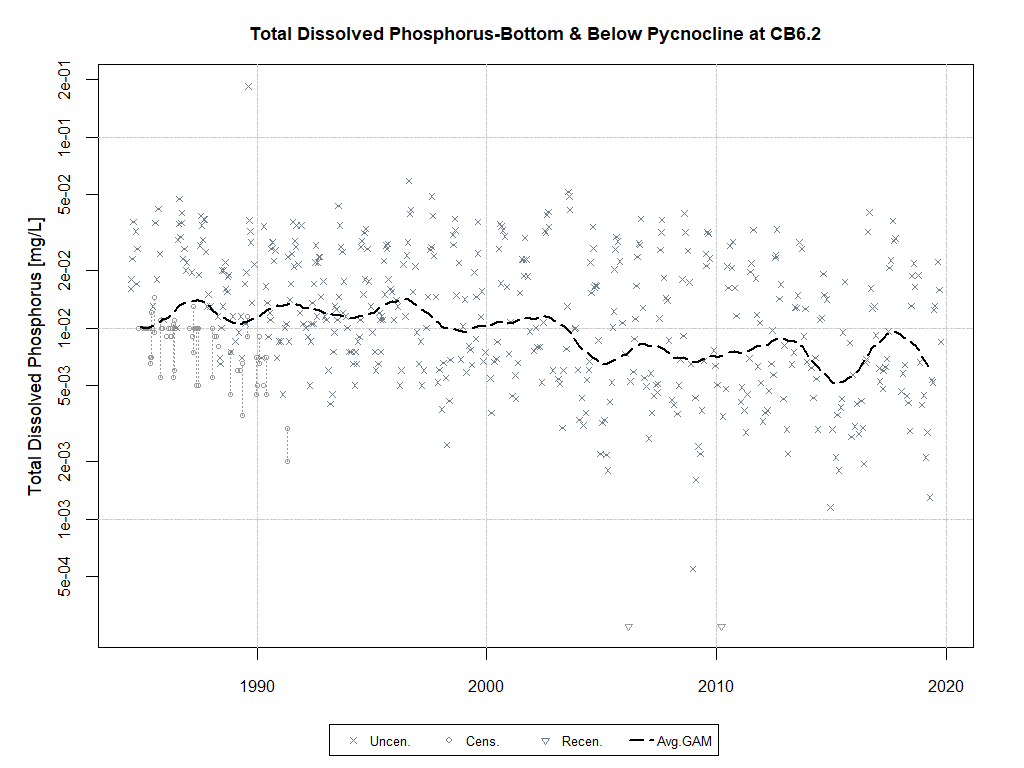 Total Dissolved Phosphorus-Bottom & Below Pycnocline at CB6.2
Total Dissolved Phosphorus [mg/L]
2e-01
1e-01
5e-02
2e-02
1e-02
5e-03
2e-03
1e-03
5e-04
1990 2000 2010 2020
Uncen. Cens. Recen. Avg.GAM